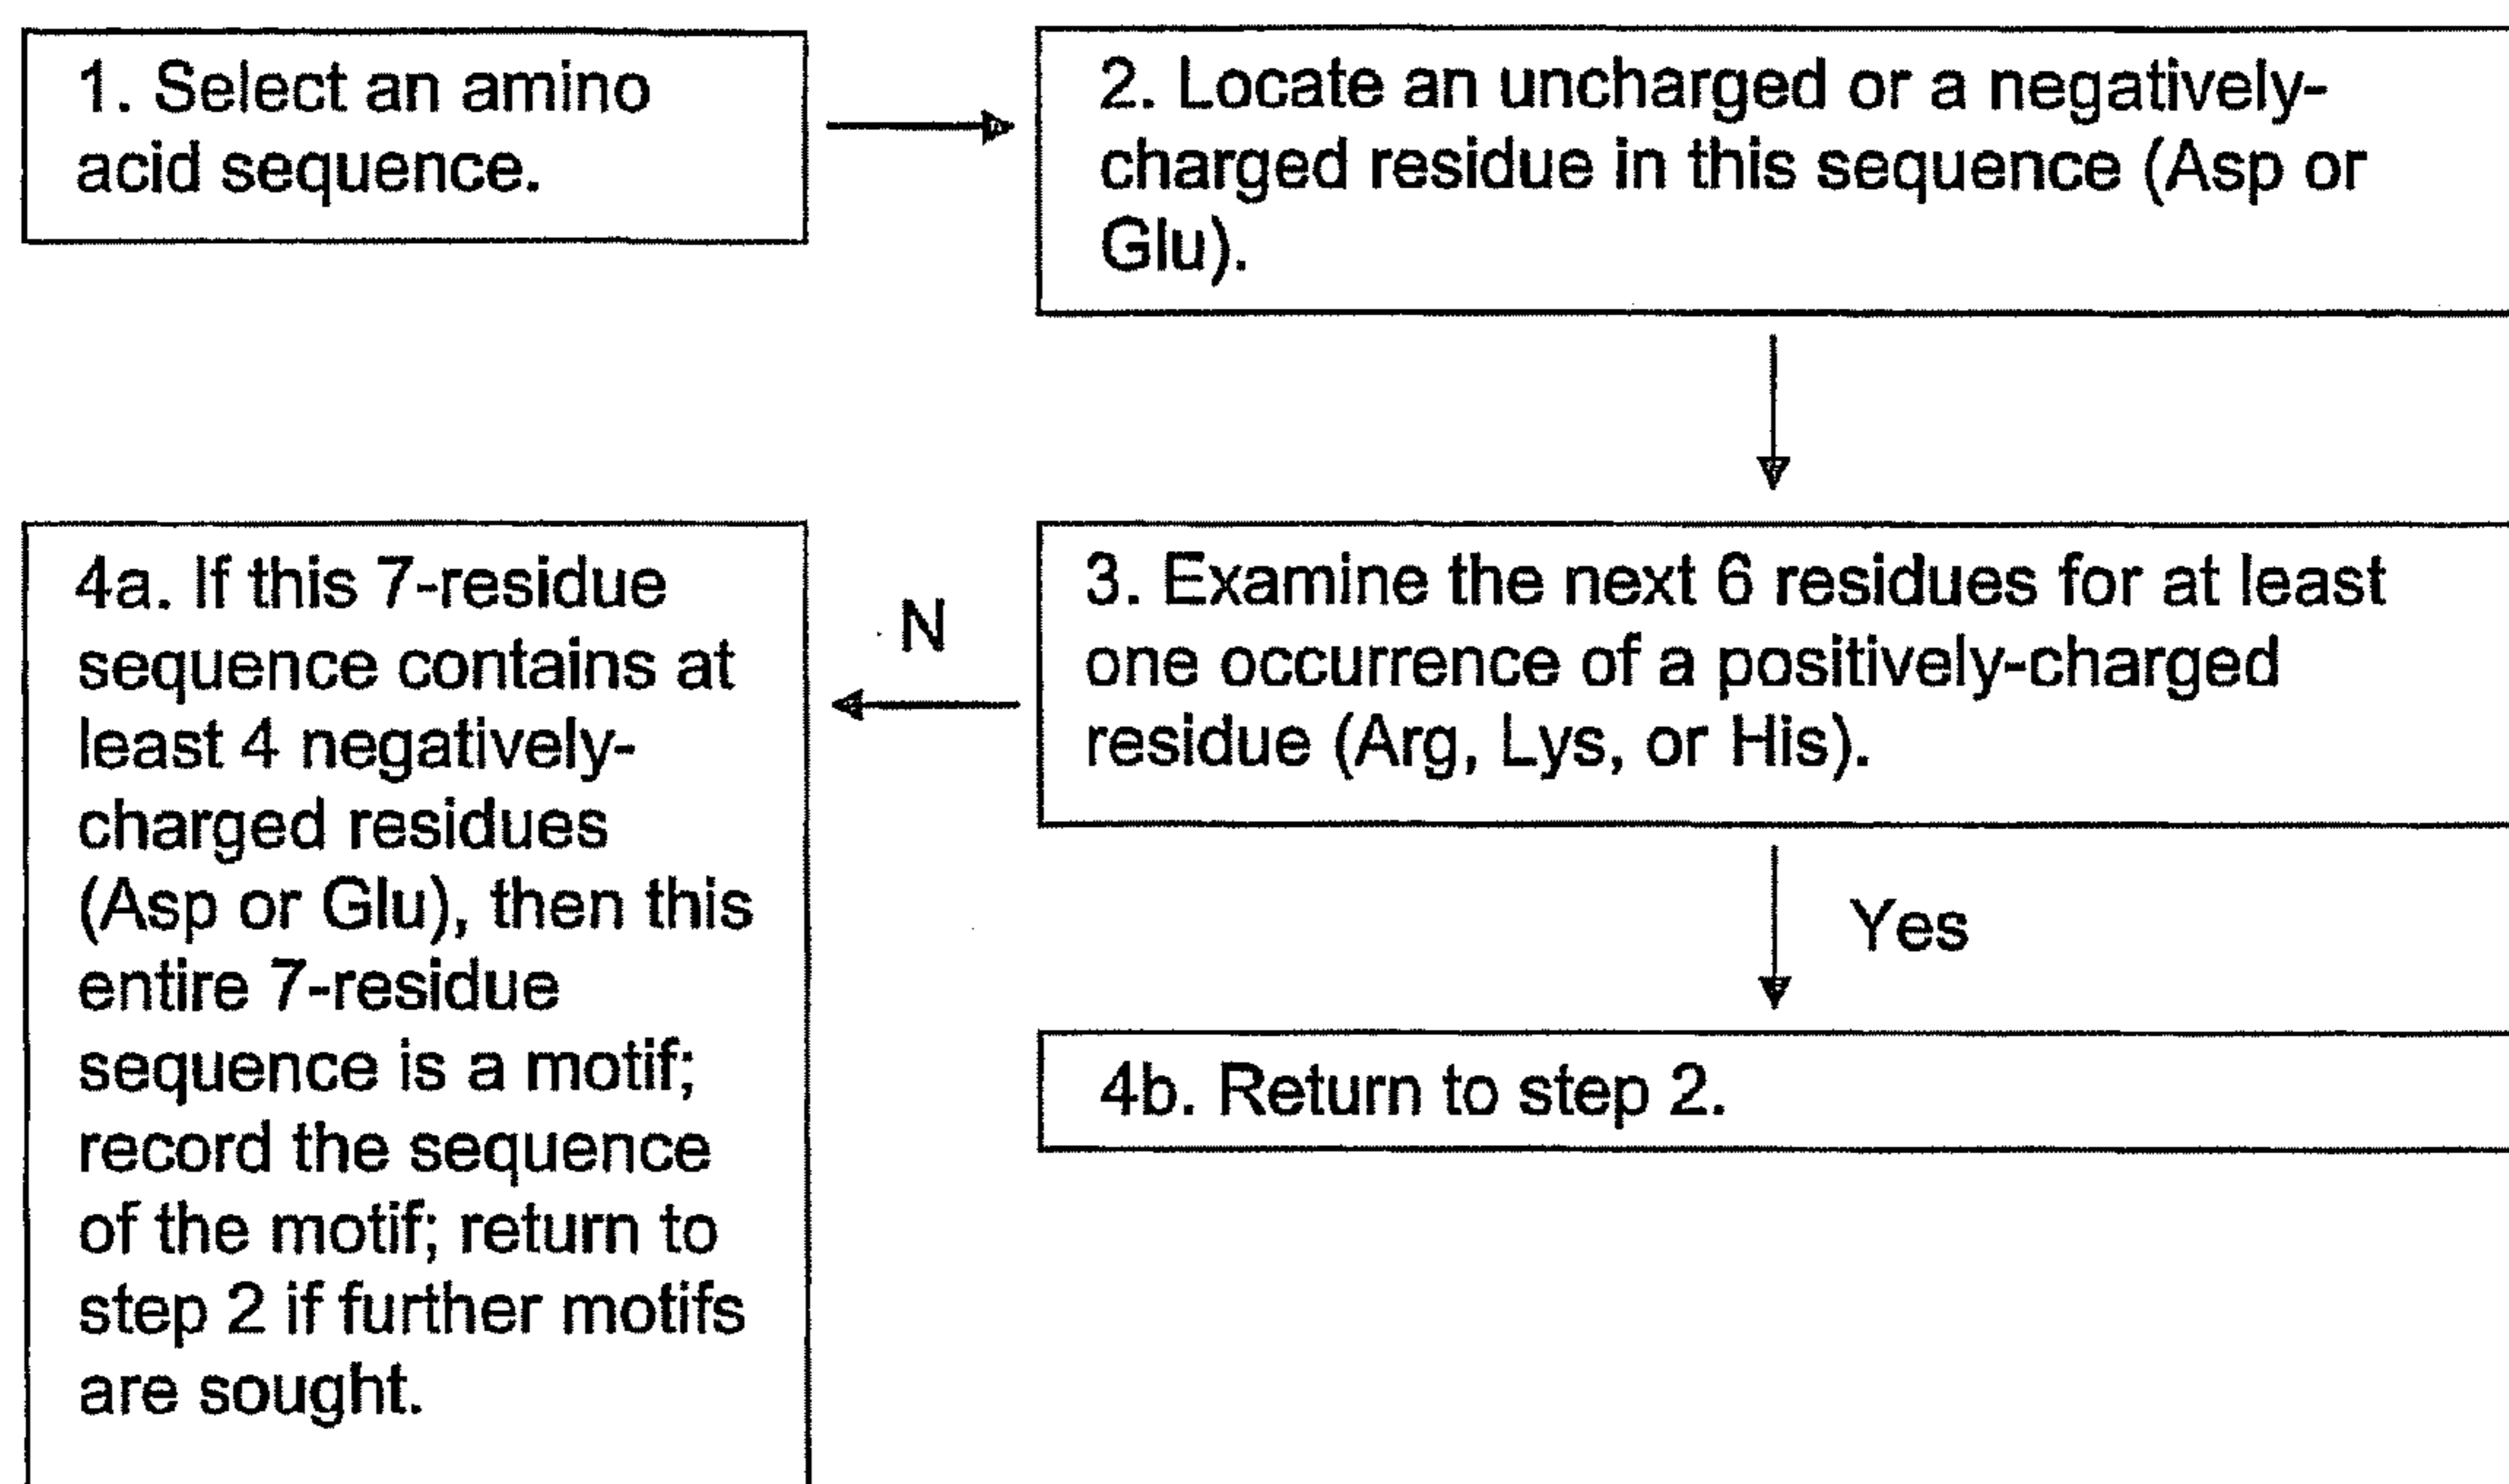 1. Select an amino
acid sequence.
2. Locate an uncharged or a negatively-
charged residue in this sequence (Asp or
Glu).
3. Examine the next 6 residues for at least
one occurrence of a positively-charged
residue (Arg, Lys, or His).
N
4a. If this 7-residue
sequence contains at
least 4 negatively-
charged residues
(Asp or Glu), then this
entire 7-residue
sequence is a motif;
record the sequence
of the motif; return to
step 2 if further motifs
are sought.
Yes
4b. Return to step 2.